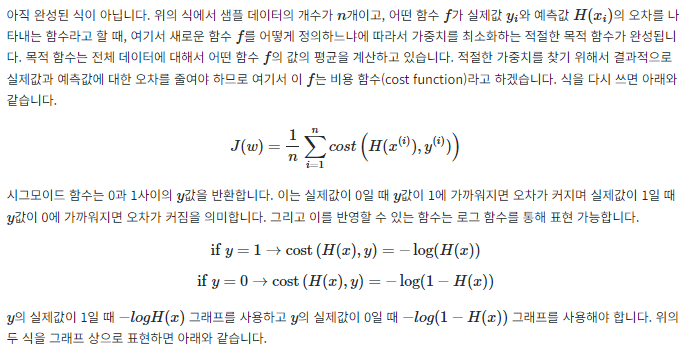 아직 완성된 식이 아닙니다. 위의 식에서 샘플 데이터의 개수가 n개이고, 어떤 함수 f가 실제값 y_i와 예측값 H(x_i)의 오차를 나
타내는 함수라고 할 때, 여기서 새로운 함수 f를 어떻게 정의하느냐에 따라서 가중치를 최소화하는 적절한 목적 함수가 완성됩니
다. 목적 함수는 전체 데이터에 대해서 어떤 함수 f의 값의 평균을 계산하고 있습니다. 적절한 가중치를 찾기 위해서 결과적으로
실제값과 예측값에 대한 오차를 줄여야 하므로 여기서 이 f는 비용 함수(cost function)라고 하겠습니다. 식을 다시 쓰면 아래와
같습니다.
J(w) = \frac{1}{n} \sum_{i=1}^{n} cost(H(x^{(i)}), y^{(i)}))
시그모이드 함수는 0과 1사이의 y값을 반환합니다. 이는 실제값이 0일 때 y값이 1에 가까워지면 오차가 커지며 실제값이 1일 때
y값이 0에 가까워지면 오차가 커짐을 의미합니다. 그리고 이를 반영할 수 있는 함수는 로그 함수를 통해 표현 가능합니다.
if y = 1 → cost (H(x), y) = − log(H(x))
if y = 0 → cost (H(x), y) = − log(1 − H(x))
y의 실제값이 1일 때 −logH(x) 그래프를 사용하고 y의 실제값이 0일 때 −log(1 − H(x)) 그래프를 사용해야 합니다. 위의
두 식을 그래프 상으로 표현하면 아래와 같습니다.